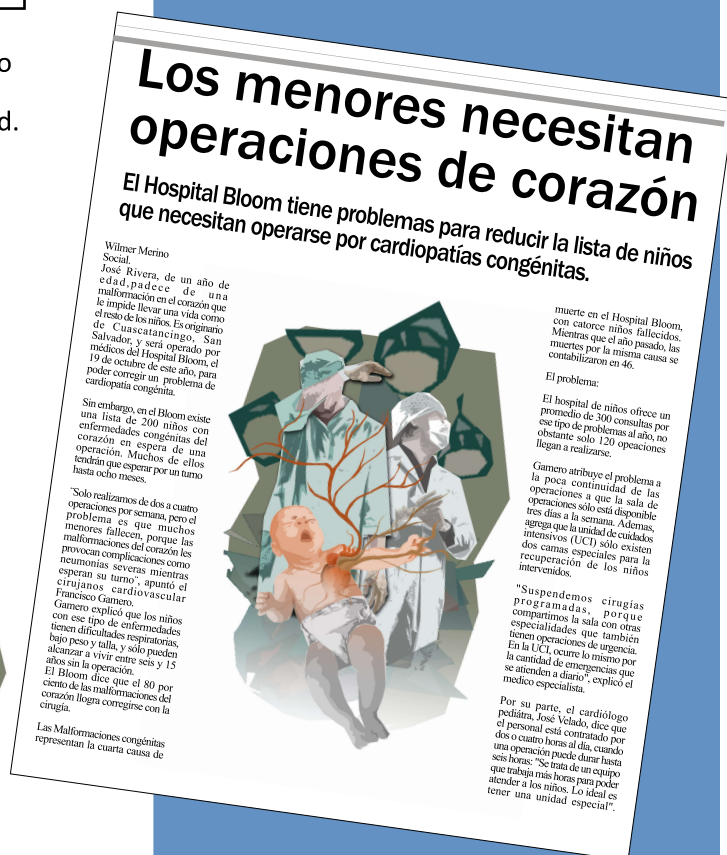 o
d.
Los menores necesitan
operaciones de corazón
El Hospital Bloom tiene problemas para reducir la lista de niños
que necesitan operarse por cardiopatías congénitas.
Wilmer Merino
Social.
José Rivera, de un año de
edad,padece de una
malformación en el corazón que
le impide llevar una vida como
el resto de los niños. Es originario
de Cuascatancingo, San
Salvador, y será operado por
médicos del Hospital Bloom, el
19 de octubre de este año, para
poder corregir un problema de
cardiopatía congénita.
Sin embargo, en el Bloom existe
una lista de 200 niños con
enfermedades congénitas del
corazón en espera de una
operación. Muchos de ellos
tendrán que esperar por un turno
hasta ocho meses.
"Solo realizamos de dos a cuatro
operaciones por semana, pero el
problema es que muchos
menores fallecen, porque las
malformaciones del corazón les
provocan complicaciones como
neumonías severas mientras
esperan su turno", apuntó el
cirujanos cardiovascular
Francisco Gamero.
Gamero explicó que los niños
con ese tipo de enfermedades
tienen dificultades respiratorias,
bajo peso y talla, y sólo pueden
alcanzar a vivir entre seis y 15
años sin la operación.
El Bloom dice que el 80 por
ciento de las malformaciones del
corazón llogra corregirse con la
cirugía.
Las Malformaciones congénitas
representan la cuarta causa de
muerte en el Hospital Bloom,
con catorce niños fallecidos.
Mientras que el año pasado, las
muertes por la misma causa se
contabilizaron en 46.
El problema:
El hospital de niños ofrece un
promedio de 300 consultas por
ese tipo de problemas al año, no
obstante solo 120 opeaciones
llegan a realizarse.
Gamero atribuye el problema a
la poca continuidad de las
operaciones a que la sala de
operaciones sólo está disponible
tres días a la semana. Ademas,
agrega que la unidad de cuidados
intensivos (UCI) sólo existen
dos camas especiales para la
recuperación de los niños
intervenidos.
"Suspendemos cirugías
programadas, porque
compartimos la sala con otras
especialidades que también
tienen operaciones de urgencia.
En la UCI, ocurre lo mismo por
la cantidad de emergencias que
se atienden a diario", explicó el
medico especialista.
Por su parte, el cardiólogo
pediátra, José Velado, dice que
el personal está contratado por
dos o cuatro horas al día, cuando
una operación puede durar hasta
seis horas: "Se trata de un equipo
que trabaja más horas para poder
atender a los niños. Lo ideal es
tener una unidad especial".